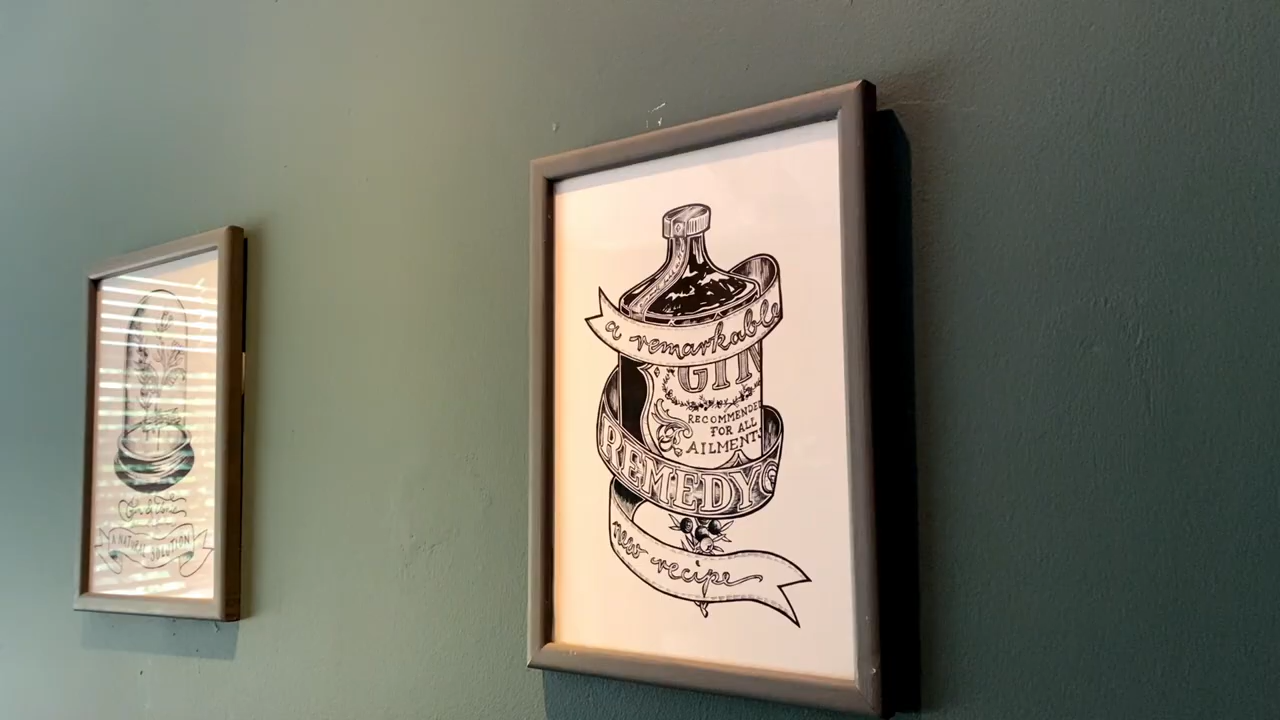 A NATURAL SOLUTION
a remarkable
GIN
RECOMMENDED
FOR ALL
AILMENTS
REMEDY
new recipe